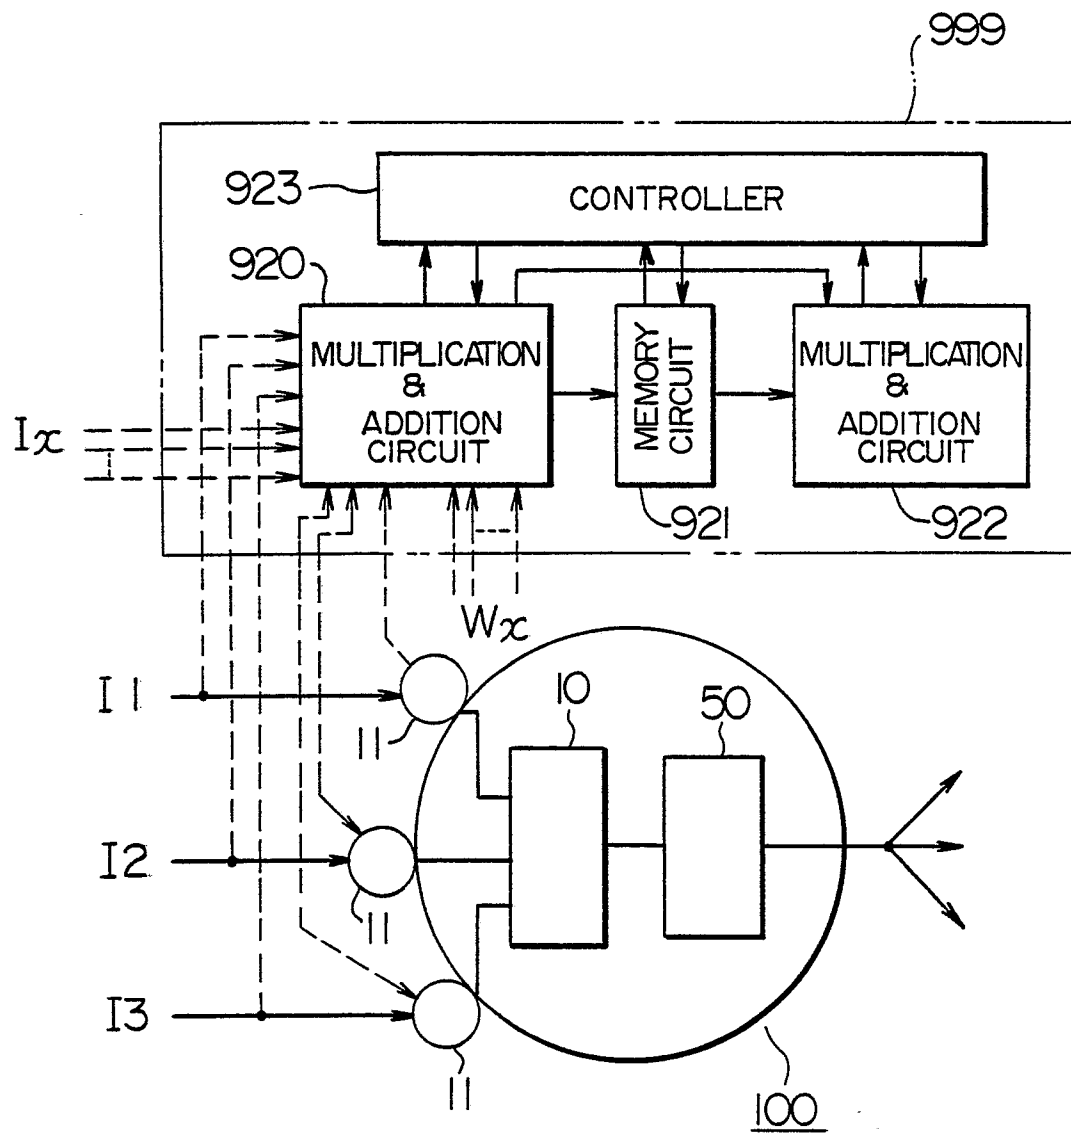 999
923
CONTROLLER
920
MULTIPLICATION
&
ADDITION
CIRCUIT
MEMORY
CIRCUIT
MULTIPLICATION
&
ADDITION
CIRCUIT
Ix
921
922
Wx
I1
11
10
50
I2
11
I3
11
100